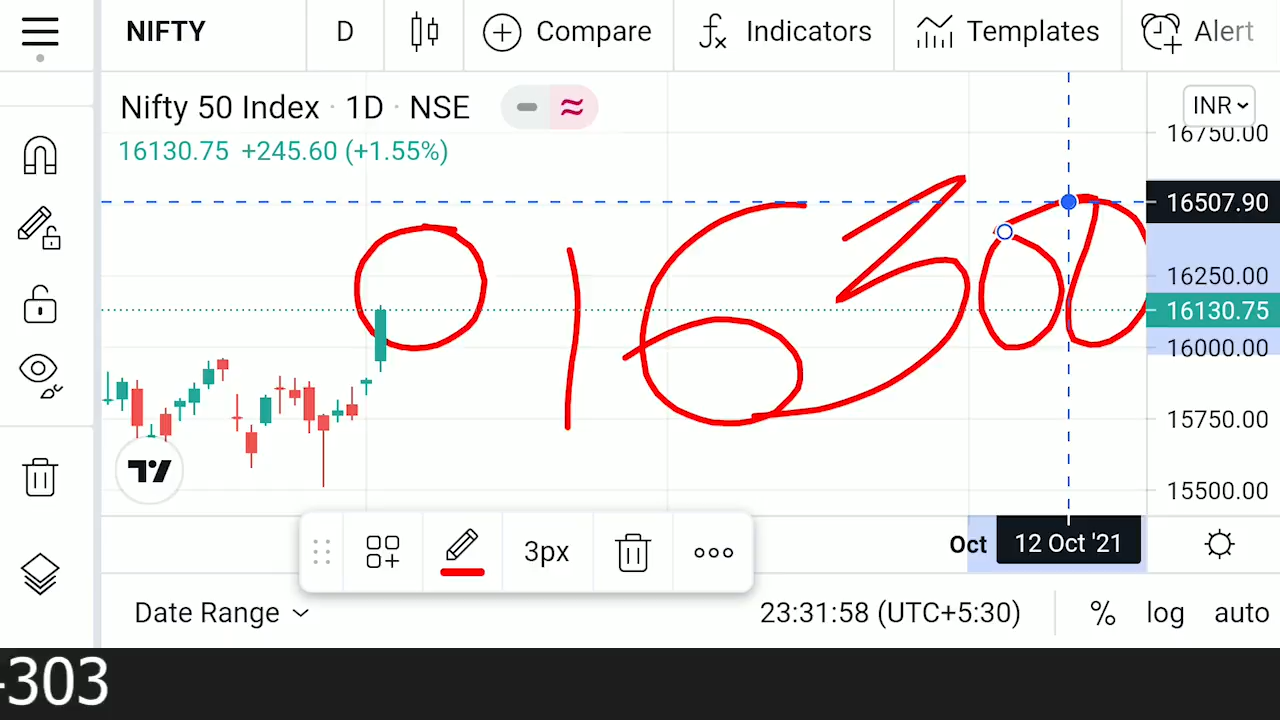 NIFTY D Compare Indicators Templates Alert
Nifty 50 Index · 1D · NSE INR
16130.75 +245.60 (+1.55%)
16750.00
16507.90
16250.00
16130.75
16000.00
15750.00
15500.00
16300
Oct 12 Oct '21
3px
Date Range 23:31:58 (UTC+5:30) % log auto
-303